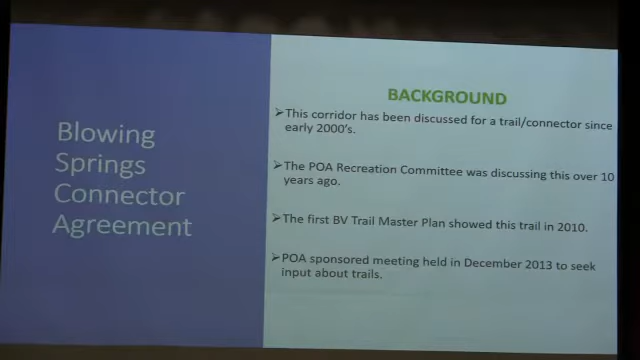 Blowing
Springs
Connector
Agreement
BACKGROUND
➢This corridor has been discussed for a trail/connector since
early 2000's.
➢The POA Recreation Committee was discussing this over 10
years ago.
➢The first BV Trail Master Plan showed this trail in 2010.
➢POA sponsored meeting held in December 2013 to seek
input about trails.